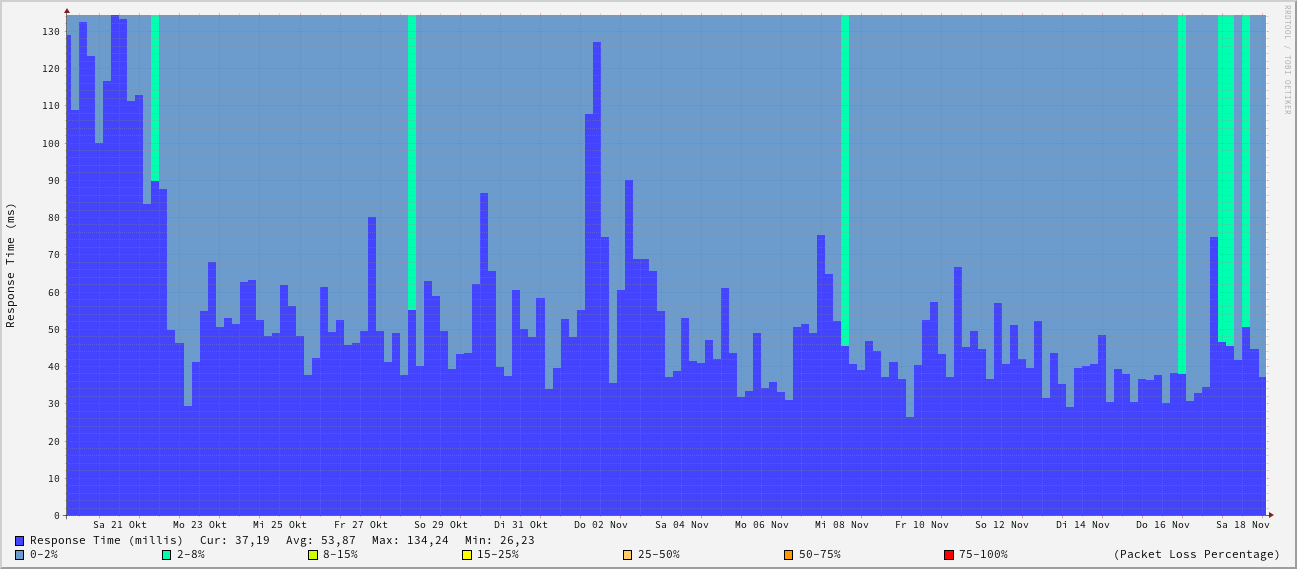 RRDTOOL / TOBI OETIKER
Response Time (ms)
130
120
110
100
90
80
70
60
50
40
30
20
10
0
Sa 21 Okt Mo 23 Okt Mi 25 Okt Fr 27 Okt So 29 Okt Di 31 Okt Do 02 Nov Sa 04 Nov Mo 06 Nov Mi 08 Nov Fr 10 Nov So 12 Nov Di 14 Nov Do 16 Nov Sa 18 Nov
Response Time (millis) Cur: 37,19 Avg: 53,87 Max: 134,24 Min: 26,23
0-2% 2-8% 8-15% 15-25% 25-50% 50-75% 75-100% (Packet Loss Percentage)